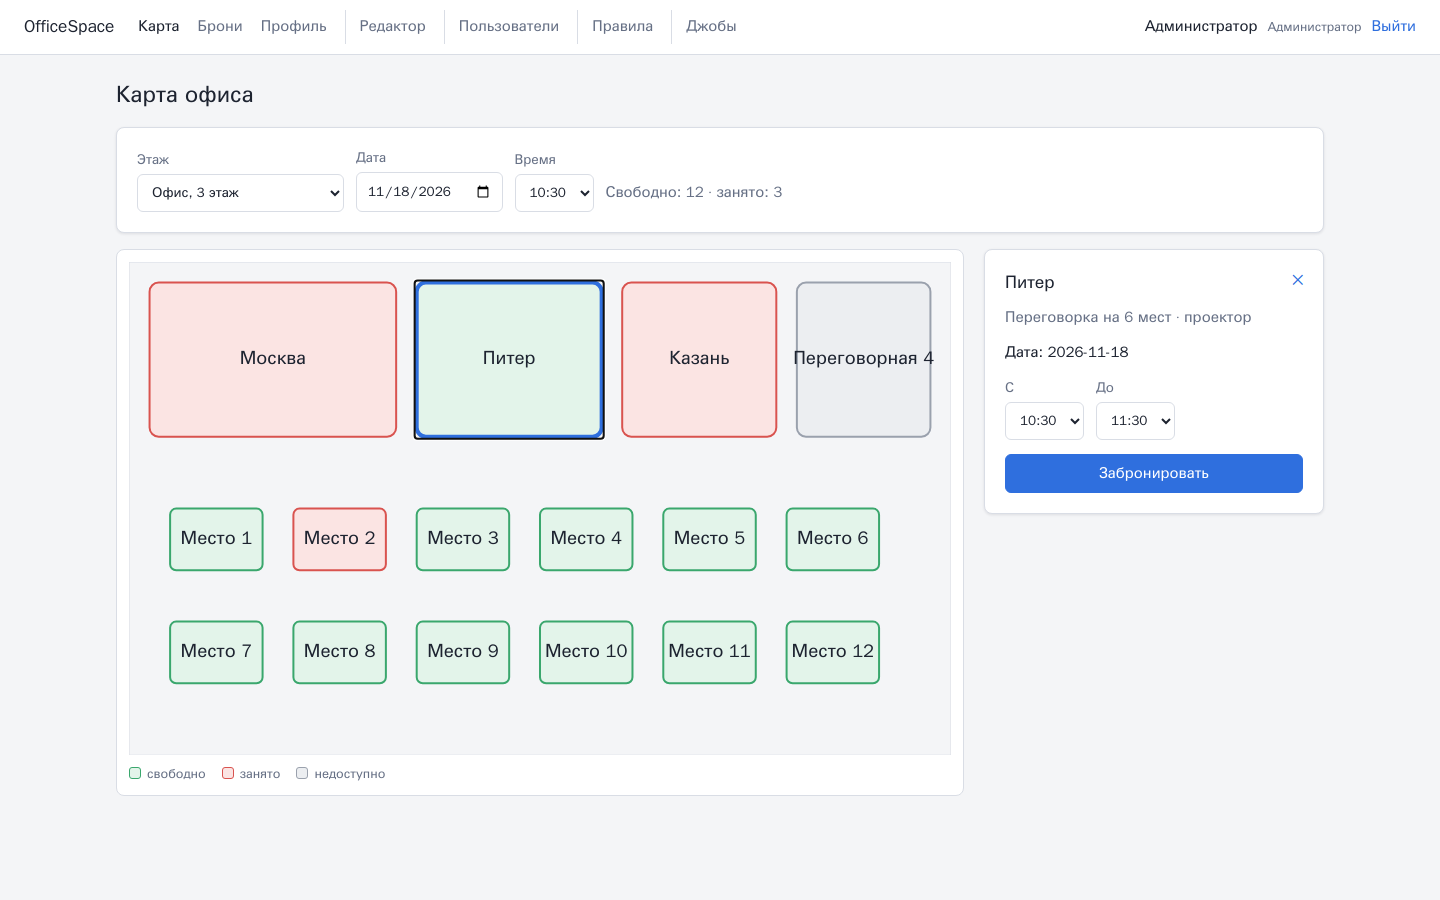 OfficeSpace Карта Брони Профиль Редактор Пользователи Правила Джобы Администратор Администратор Выйти
Карта офиса
Этаж Дата Время
Офис, 3 этаж 11/18/2026 10:30 Свободно: 12 · занято: 3
Москва Питер Казань Переговорная 4
Место 1 Место 2 Место 3 Место 4 Место 5 Место 6
Место 7 Место 8 Место 9 Место 10 Место 11 Место 12
свободно занято недоступно
Питер
Переговорка на 6 мест · проектор
Дата: 2026-11-18
С До
10:30 11:30
Забронировать